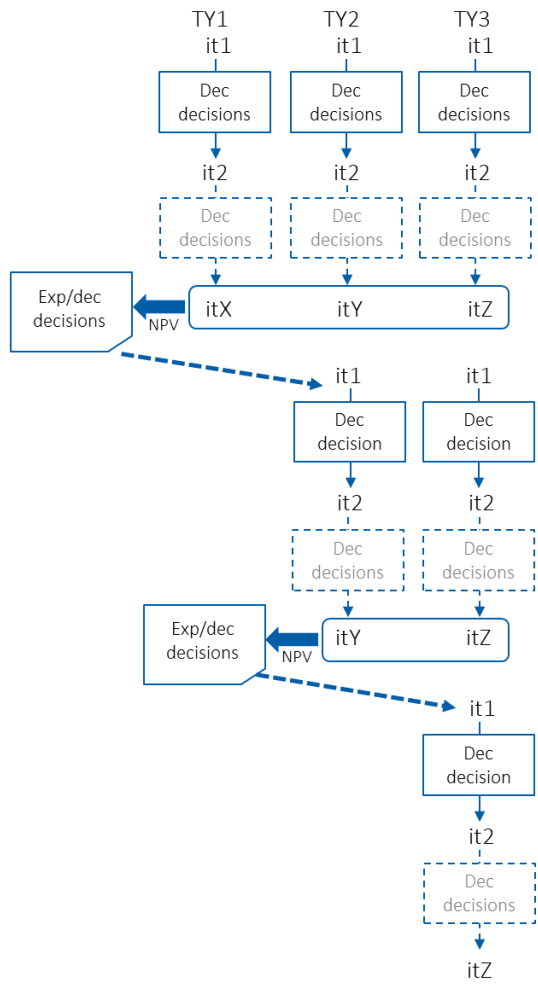 TY1 TY2 TY3
it1 it1 it1
Dec Dec Dec
decisions decisions decisions
it2 it2 it2
Dec Dec Dec
decisions decisions decisions
Exp/dec
decisions
NPV
itX itY itZ
it1 it1
Dec Dec
decision decision
it2 it2
Dec Dec
decisions decisions
Exp/dec
decisions
NPV
itY itZ
it1
Dec
decision
it2
Dec
decisions
itZ